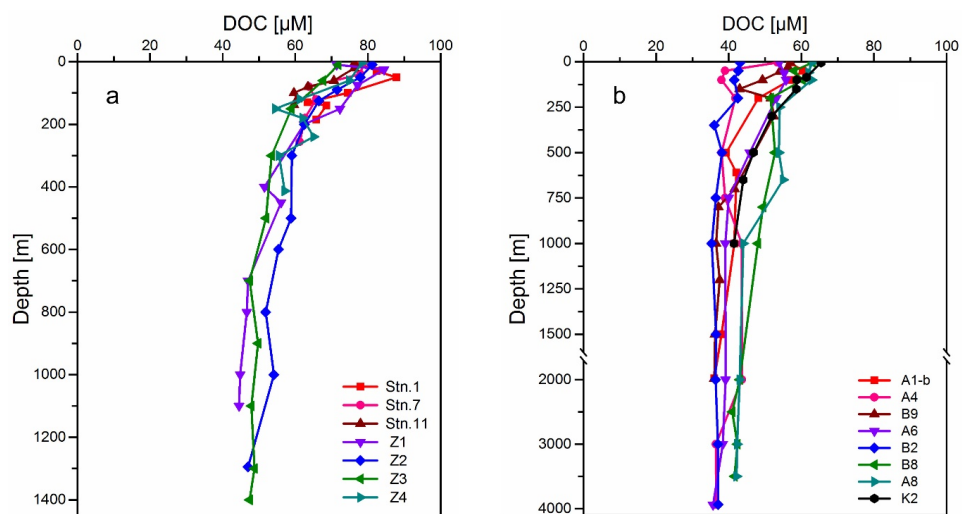 DOC [µM]
0 20 40 60 80 100
0
200
400
600
800
1000
1200
1400
Depth [m]
a
Stn.1
Stn.7
Stn.11
Z1
Z2
Z3
Z4
DOC [µM]
0 20 40 60 80 100
0
250
500
750
1000
1250
1500
2000
3000
4000
Depth [m]
b
A1-b
A4
B9
A6
B2
B8
A8
K2